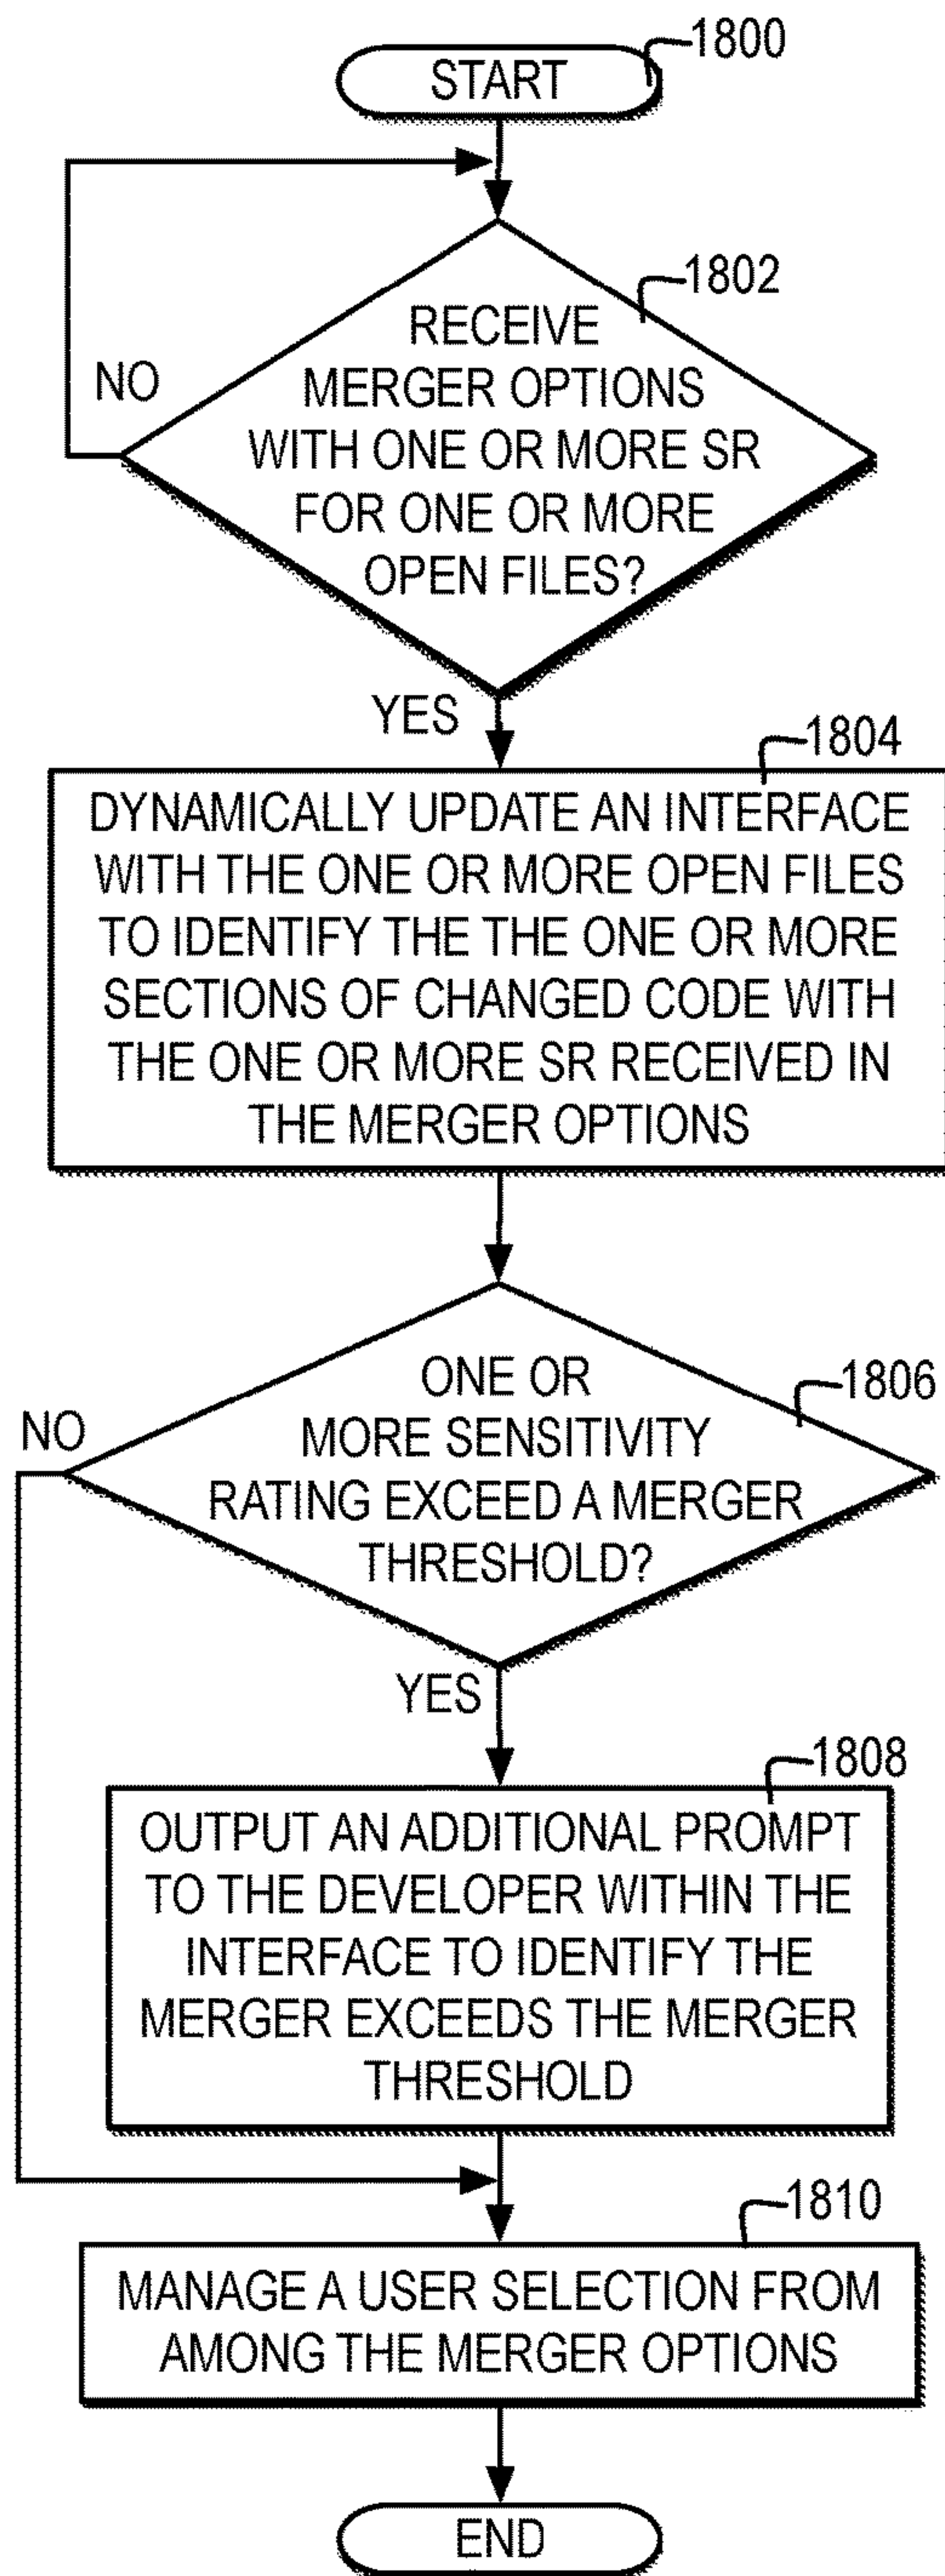 1800
START
1802
RECEIVE
MERGER OPTIONS
WITH ONE OR MORE SR
FOR ONE OR MORE
OPEN FILES?
NO
YES
1804
DYNAMICALLY UPDATE AN INTERFACE
WITH THE ONE OR MORE OPEN FILES
TO IDENTIFY THE THE ONE OR MORE
SECTIONS OF CHANGED CODE WITH
THE ONE OR MORE SR RECEIVED IN
THE MERGER OPTIONS
1806
ONE OR
MORE SENSITIVITY
RATING EXCEED A MERGER
THRESHOLD?
NO
YES
1808
OUTPUT AN ADDITIONAL PROMPT
TO THE DEVELOPER WITHIN THE
INTERFACE TO IDENTIFY THE
MERGER EXCEEDS THE MERGER
THRESHOLD
1810
MANAGE A USER SELECTION FROM
AMONG THE MERGER OPTIONS
END